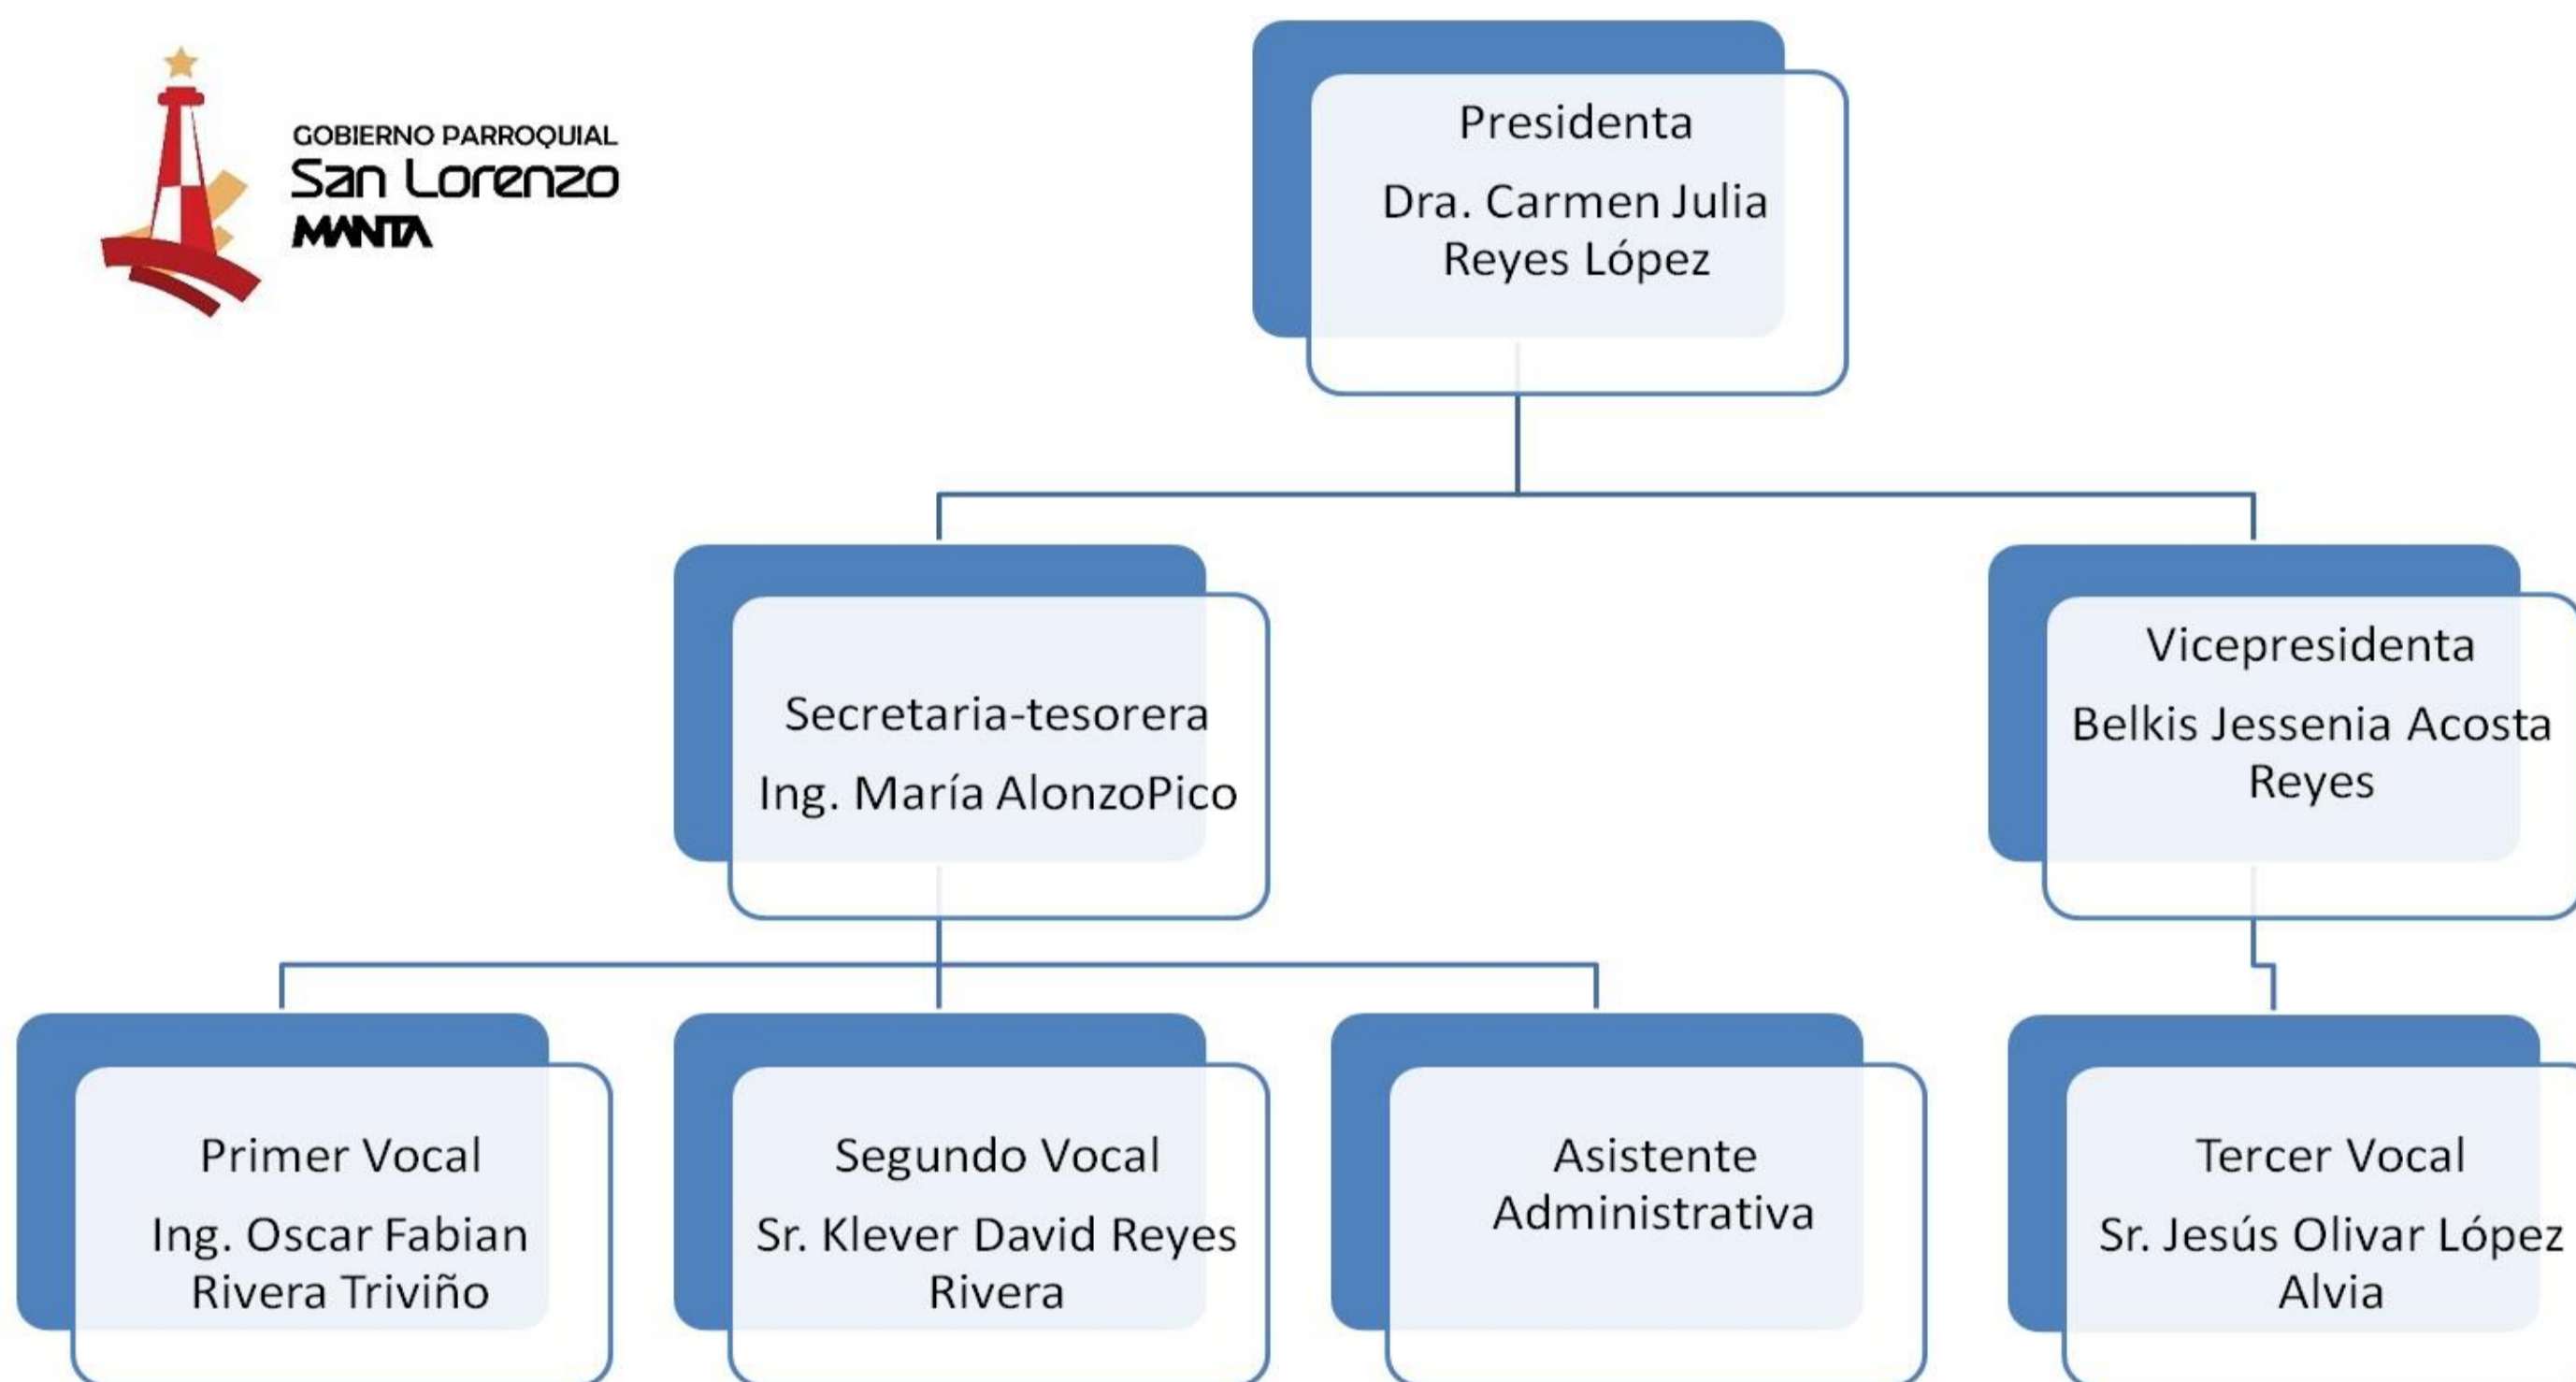 GOBIERNO PARROQUIAL
San Lorenzo
MANTA
Presidenta
Dra. Carmen Julia
Reyes López
Secretaria-tesorera
Ing. María AlonzoPico
Vicepresidenta
Belkis Jessenia Acosta
Reyes
Primer Vocal
Ing. Oscar Fabian
Rivera Triviño
Segundo Vocal
Sr. Klever David Reyes
Rivera
Asistente
Administrativa
Tercer Vocal
Sr. Jesús Olivar López
Alvia